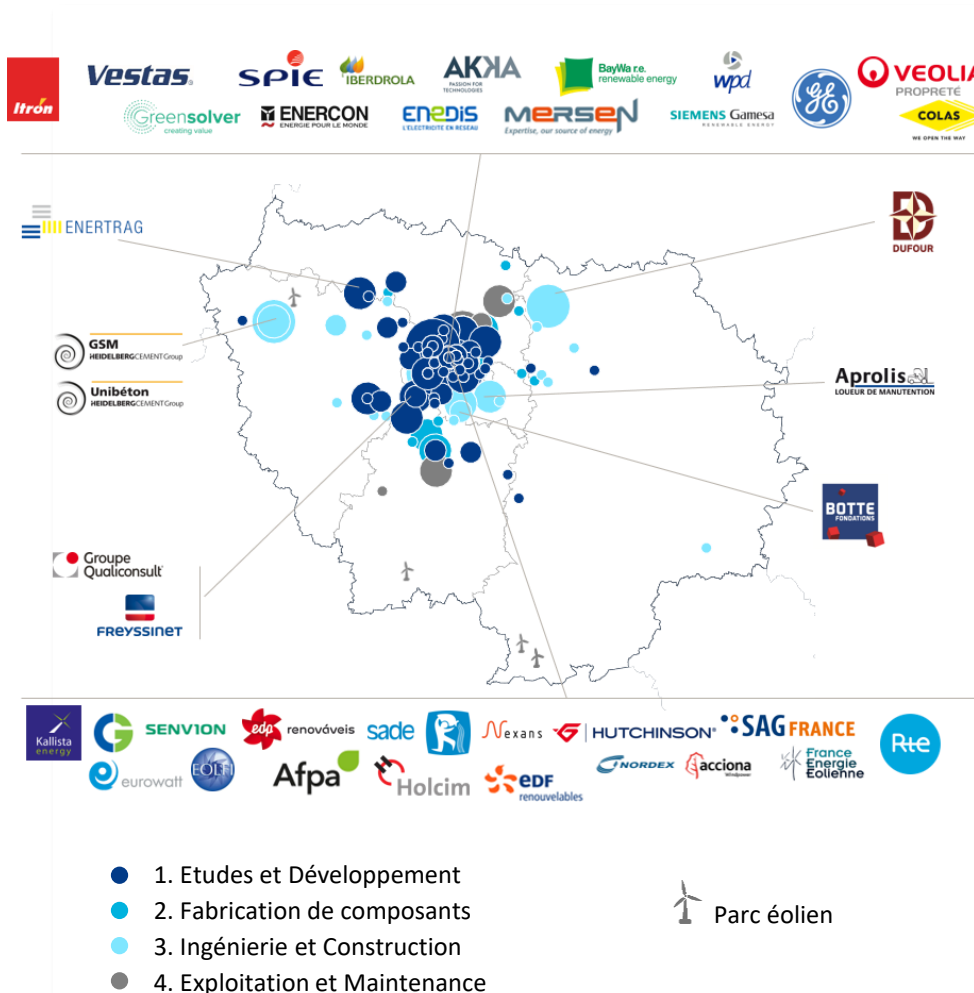 Itrón
Vestas
SPIE
IBERDROLA
AKKA
PASSION FOR
TECHNOLOGIES
BayWa r.e.
renewable energy
wpd
GE
VEOLIA
PROPRETÉ
Greensolver
creating value
ENERCON
ENERGIE POUR LE MONDE
ENEDIS
L'ELECTRICITE EN RESEAU
MERSEN
Expertise, our source of energy
SIEMENS Gamesa
RENEWABLE ENERGY
COLAS
WE OPEN THE WAY
ENERTRAG
DUFOUR
GSM
HEIDELBERGCEMENT Group
Unibéton
HEIDELBERGCEMENT Group
Aprolis
LOUEUR DE MANUTENTION
BOTTE
FONDATIONS
Groupe
Qualiconsult
FREYSSINET
Kallista
energy
SENVION
edp renováveis
sade
Nexans
HUTCHINSON
SAG FRANCE
Rte
eurowatt
EOLFI
Afpa
Holcim
eDF
renouvelables
NORDEX
acciona
Windpower
France
Energie
Eolienne
1. Etudes et Développement
2. Fabrication de composants
3. Ingénierie et Construction
4. Exploitation et Maintenance
Parc éolien